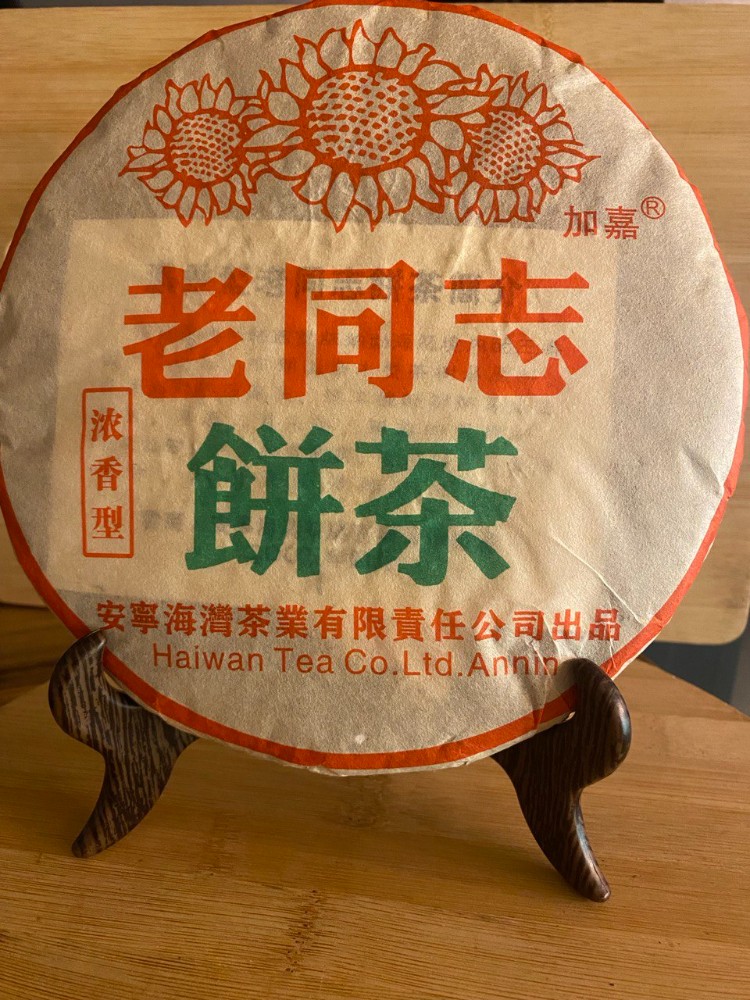 加嘉®
老同志
餅茶
浓香型
安寧海灣茶業有限責任公司出品
Haiwan Tea Co.Ltd.Annin